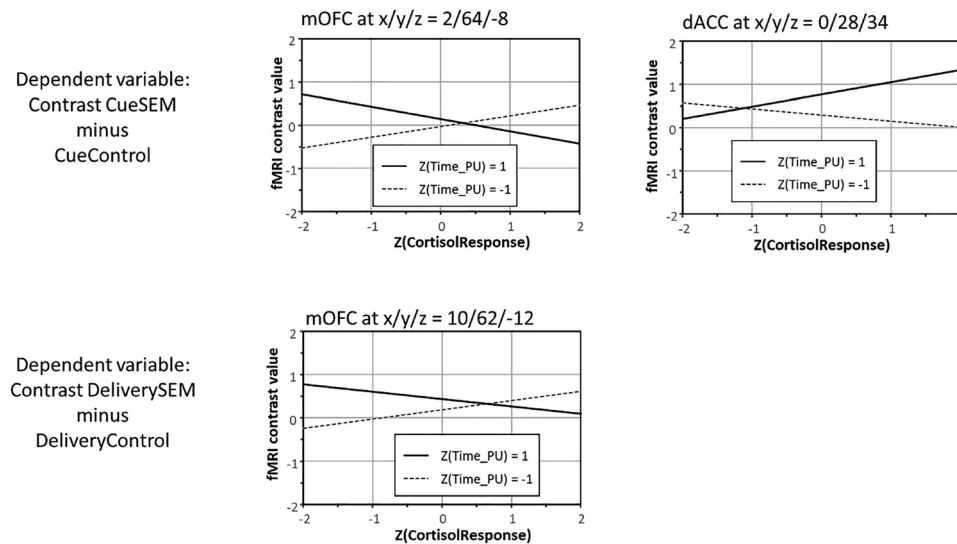 mOFC at x/y/z = 2/64/-8
dACC at x/y/z = 0/28/34
Dependent variable:
Contrast CueSEM
minus
CueControl
fMRI contrast value
2
1
0
-1
-2
Z(Time_PU) = 1
Z(Time_PU) = -1
-2
-1
0
1
2
Z(CortisolResponse)
fMRI contrast value
2
1
0
-1
-2
Z(Time_PU) = 1
Z(Time_PU) = -1
-2
-1
0
1
Z(CortisolResponse)
mOFC at x/y/z = 10/62/-12
Dependent variable:
Contrast DeliverySEM
minus
DeliveryControl
fMRI contrast value
2
1
0
-1
-2
Z(Time_PU) = 1
Z(Time_PU) = -1
-2
-1
0
1
2
Z(CortisolResponse)